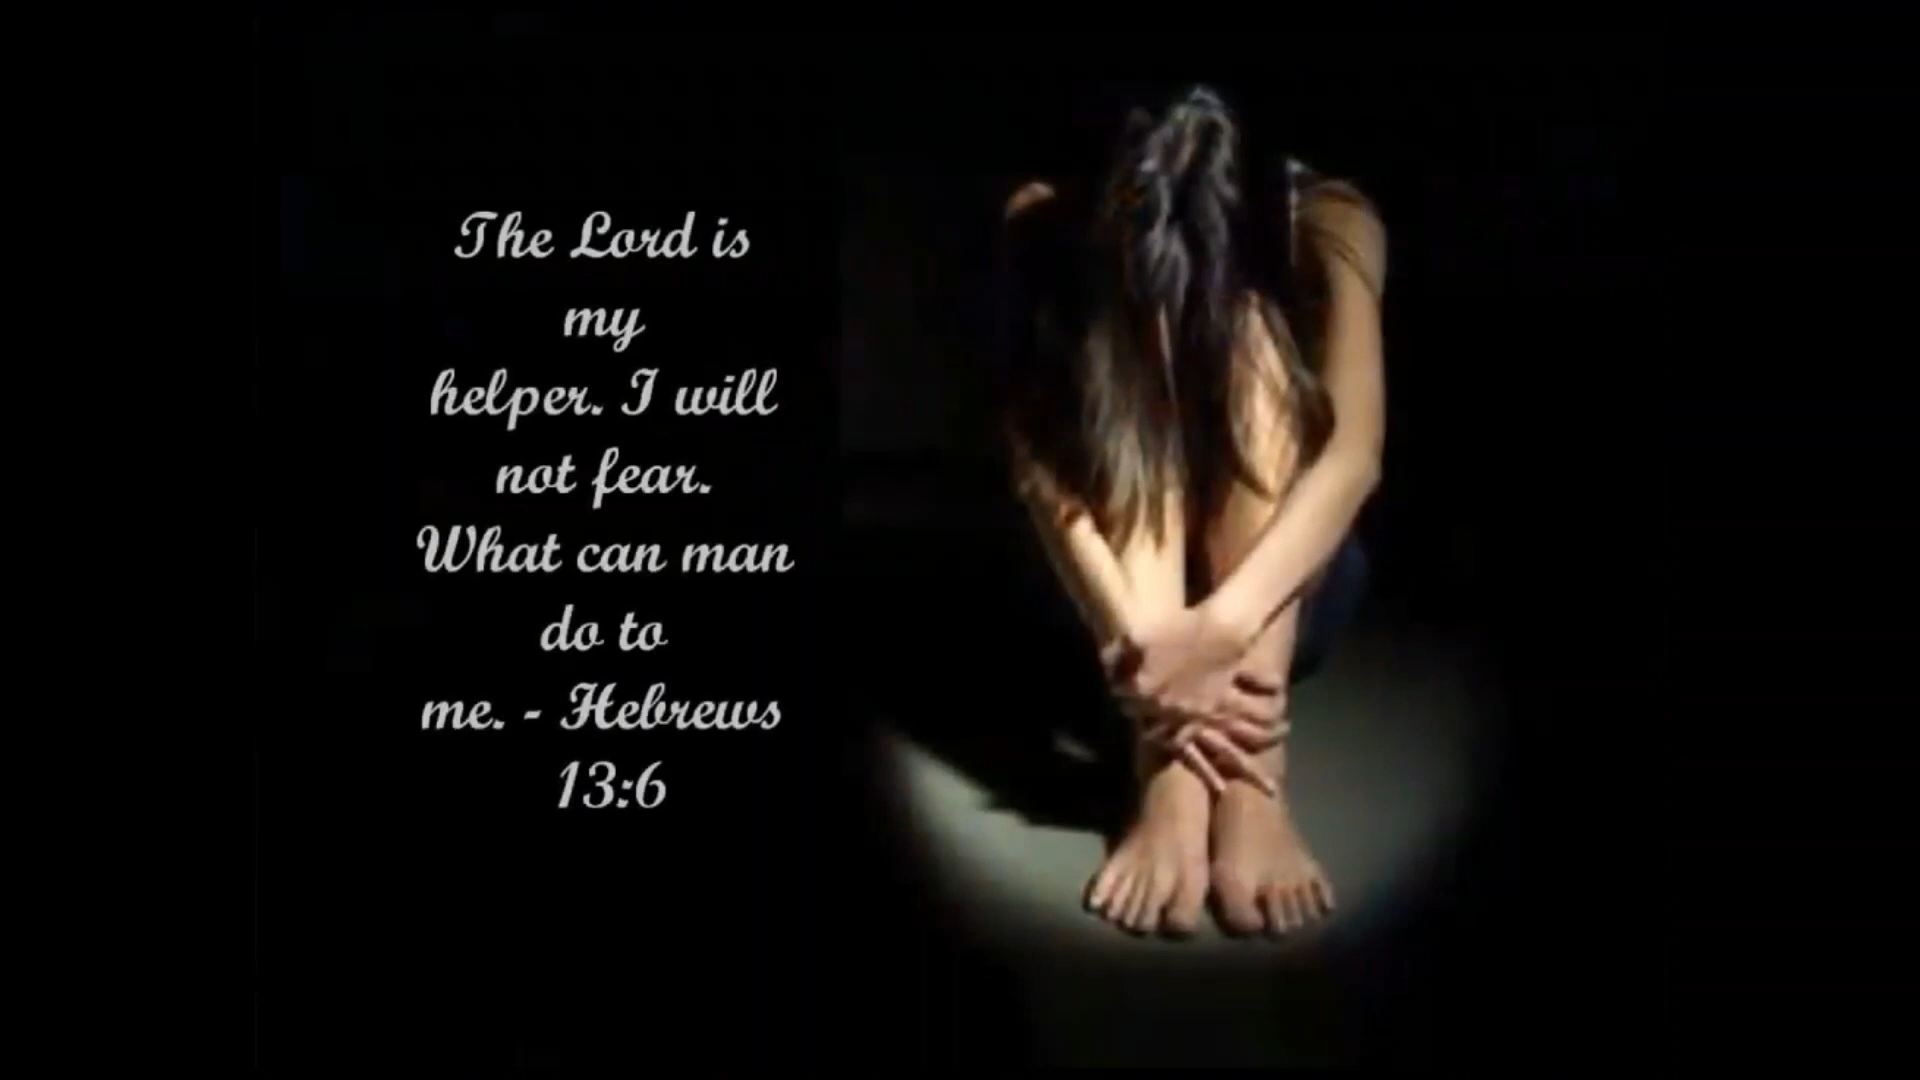 The Lord is
my
helper. I will
not fear.
What can man
do to
me. - Hebrews
13:6